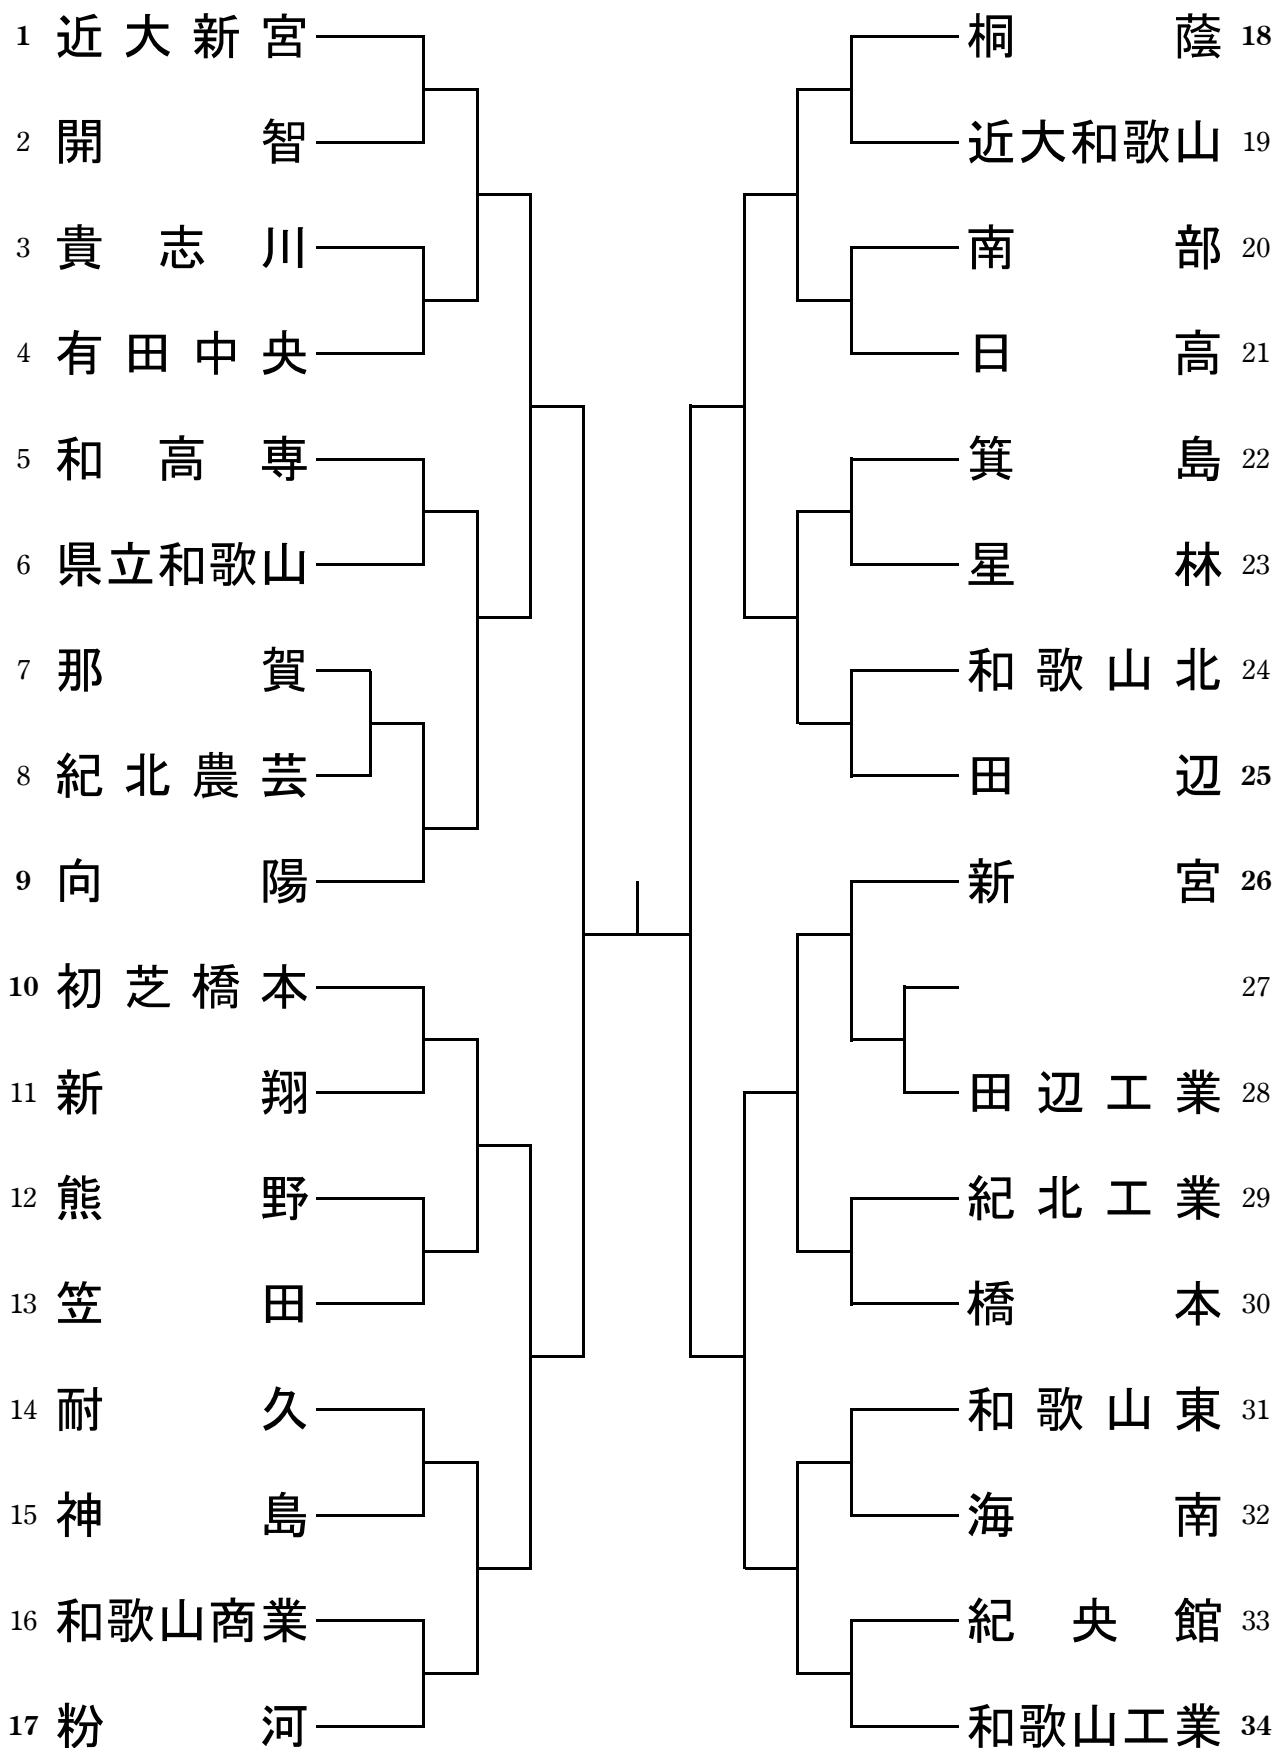 1 近大新宮
2 開智
3 貴志川
4 有田中央
5 和高専
6 県立和歌山
7 那賀
8 紀北農芸
9 向陽
10 初芝橋本
11 新翔
12 熊野
13 笠田
14 耐久
15 神島
16 和歌山商業
17 粉河
桐蔭 18
近大和歌山 19
南部 20
日高 21
箕島 22
星林 23
和歌山北 24
田辺 25
新宮 26
27
田辺工業 28
紀北工業 29
橋本 30
和歌山東 31
海南 32
紀央館 33
和歌山工業 34